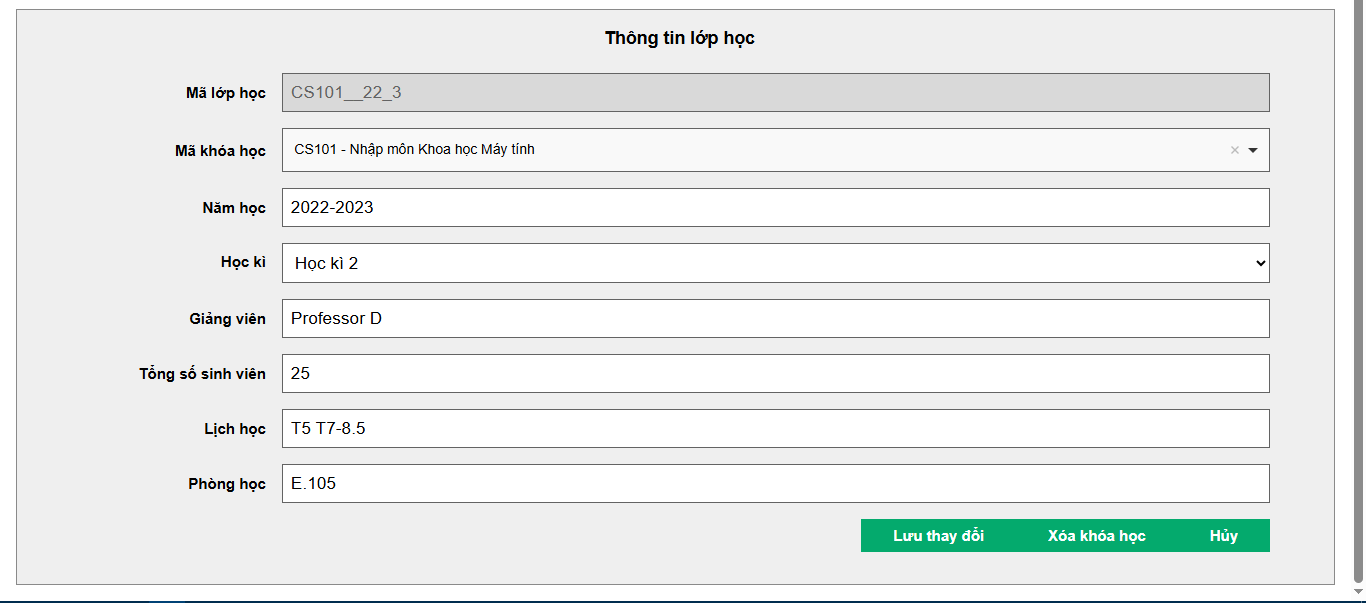 Thông tin lớp học
Mã lớp học CS101__22_3
Mã khóa học CS101 - Nhập môn Khoa học Máy tính ×
Năm học 2022-2023
Học kì Học kì 2
Giảng viên Professor D
Tổng số sinh viên 25
Lịch học T5 T7-8.5
Phòng học E.105
Lưu thay đổi Xóa khóa học Hủy